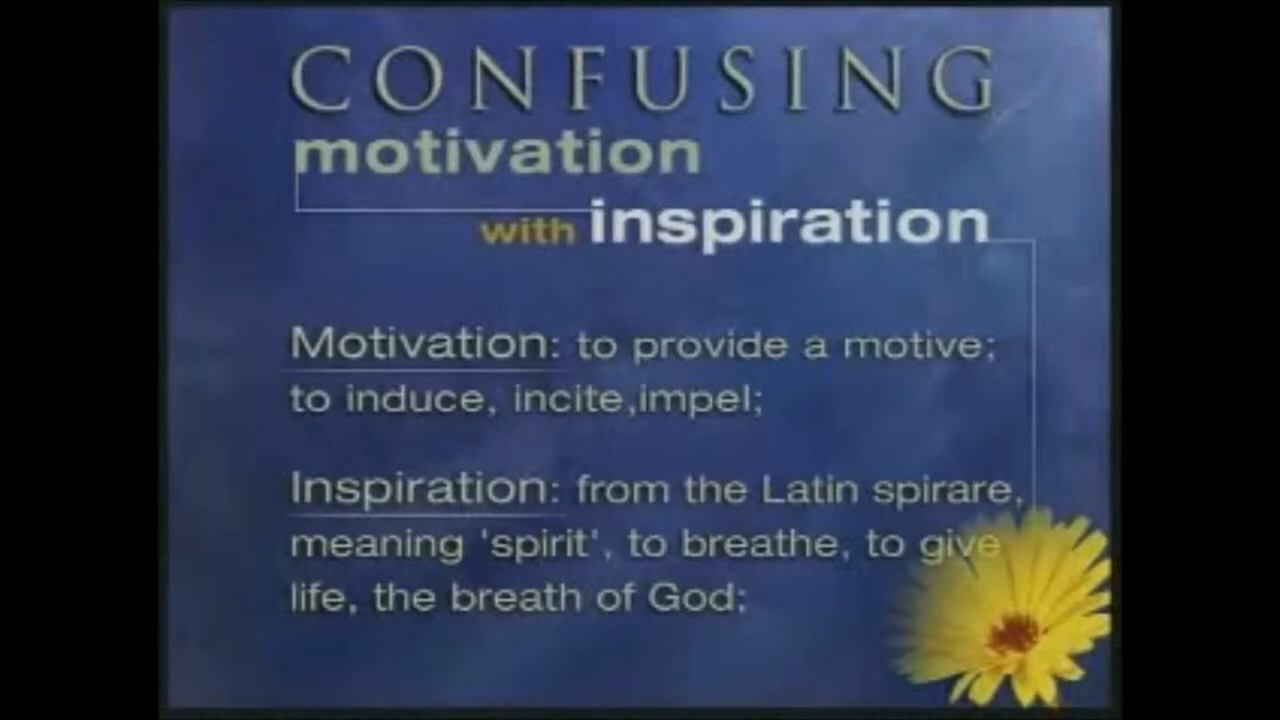 CONFUSING
motivation
with inspiration
Motivation: to provide a motive;
to induce, incite,impel;
Inspiration: from the Latin spirare,
meaning 'spirit', to breathe, to give
life, the breath of God;